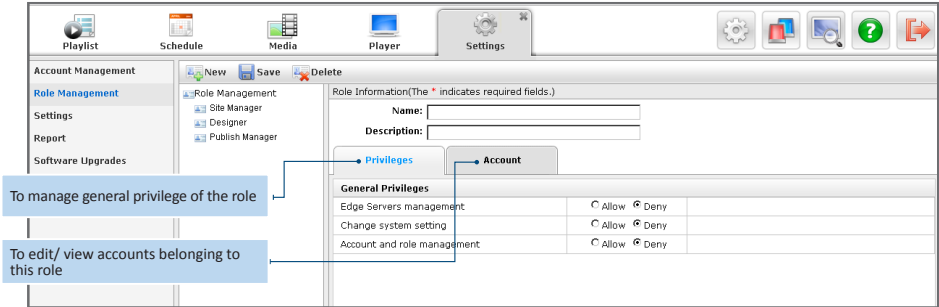 Playlist
Schedule
Media
Player
Settings
Account Management
Role Management
Settings
Report
Software Upgrades
New
Save
Delete
Role Management
Site Manager
Designer
Publish Manager
Role Information(The * indicates required fields.)
Name:
Description:
Privileges
Account
General Privileges
Edge Servers management
Allow
Deny
Change system setting
Allow
Deny
Account and role management
Allow
Deny
To manage general privilege of the role
To edit/ view accounts belonging to
this role